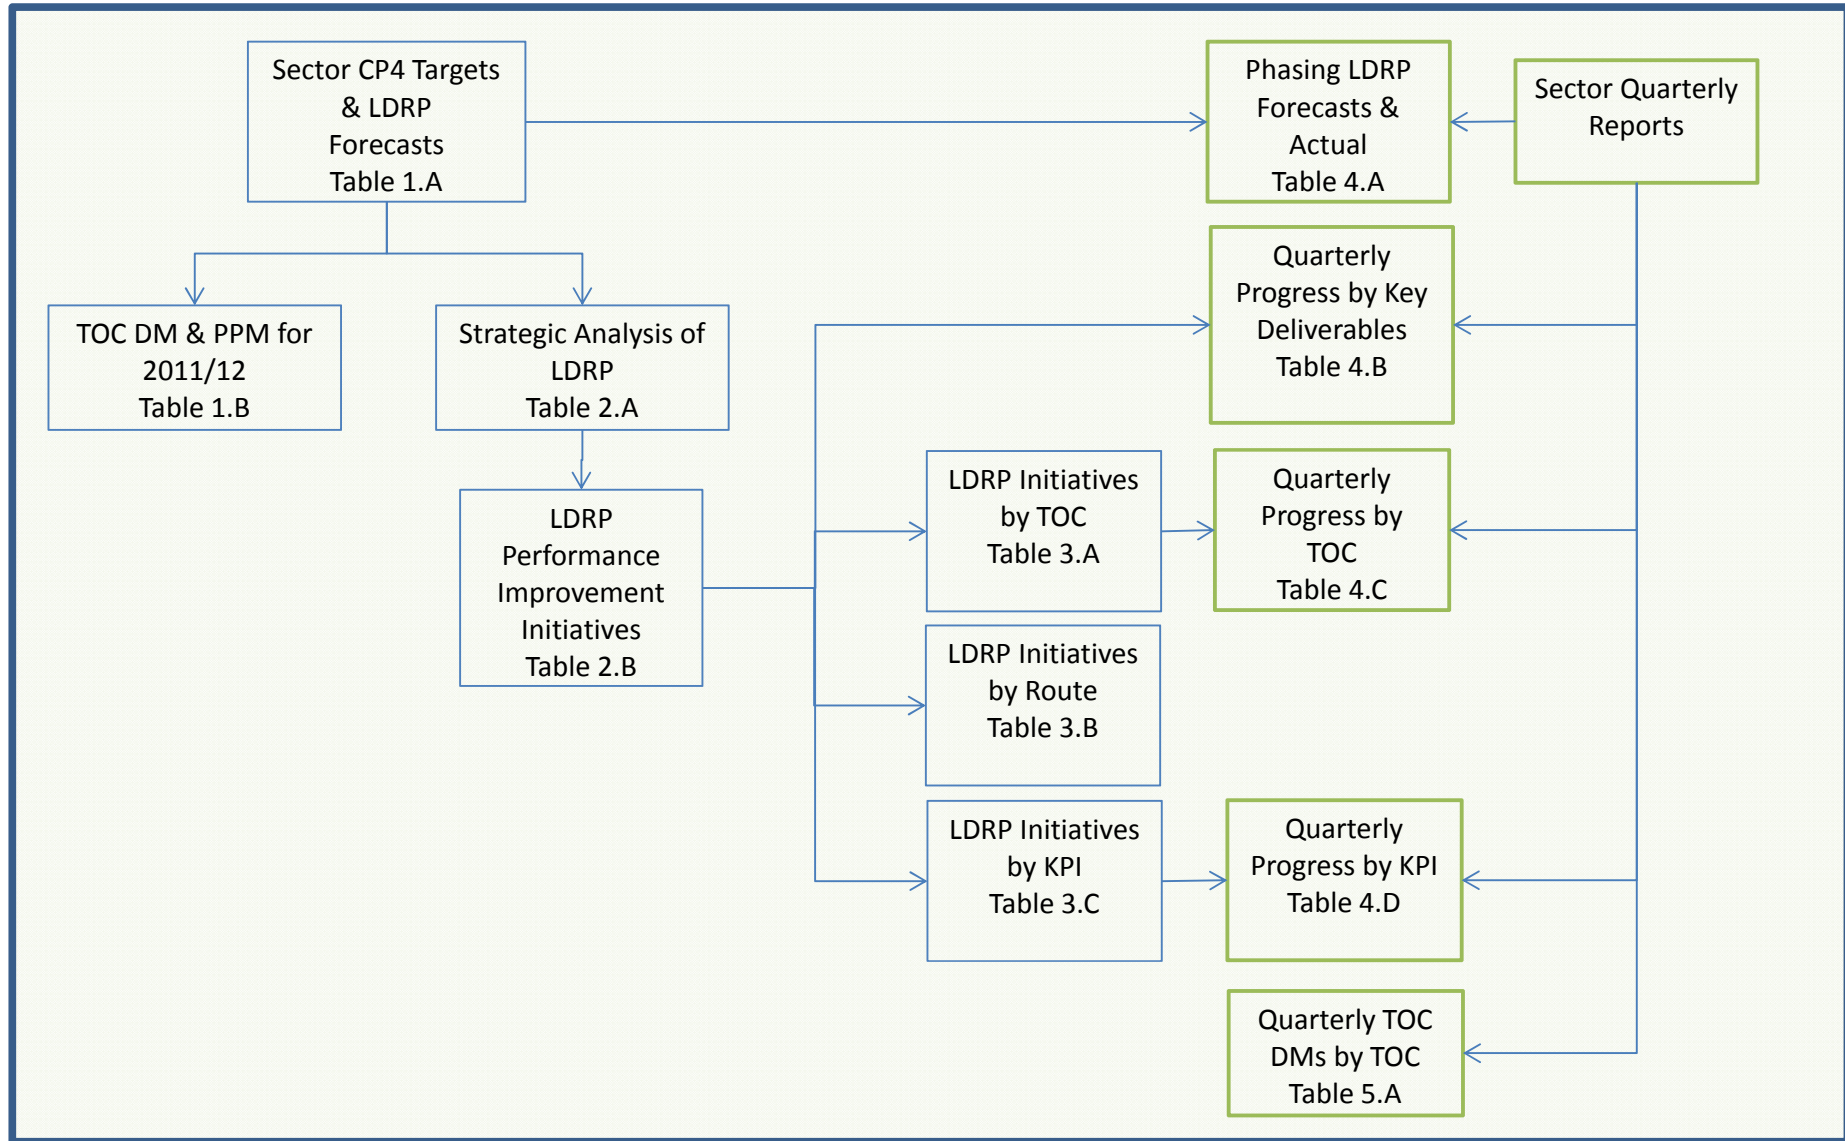 Sector CP4 Targets
& LDRP
Forecasts
Table 1.A
Phasing LDRP
Forecasts &
Actual
Table 4.A
Sector Quarterly
Reports
Quarterly
Progress by Key
Deliverables
Table 4.B
TOC DM & PPM for
2011/12
Table 1.B
Strategic Analysis of
LDRP
Table 2.A
LDRP
Performance
Improvement
Initiatives
Table 2.B
LDRP Initiatives
by TOC
Table 3.A
Quarterly
Progress by
TOC
Table 4.C
LDRP Initiatives
by Route
Table 3.B
LDRP Initiatives
by KPI
Table 3.C
Quarterly
Progress by KPI
Table 4.D
Quarterly TOC
DMs by TOC
Table 5.A